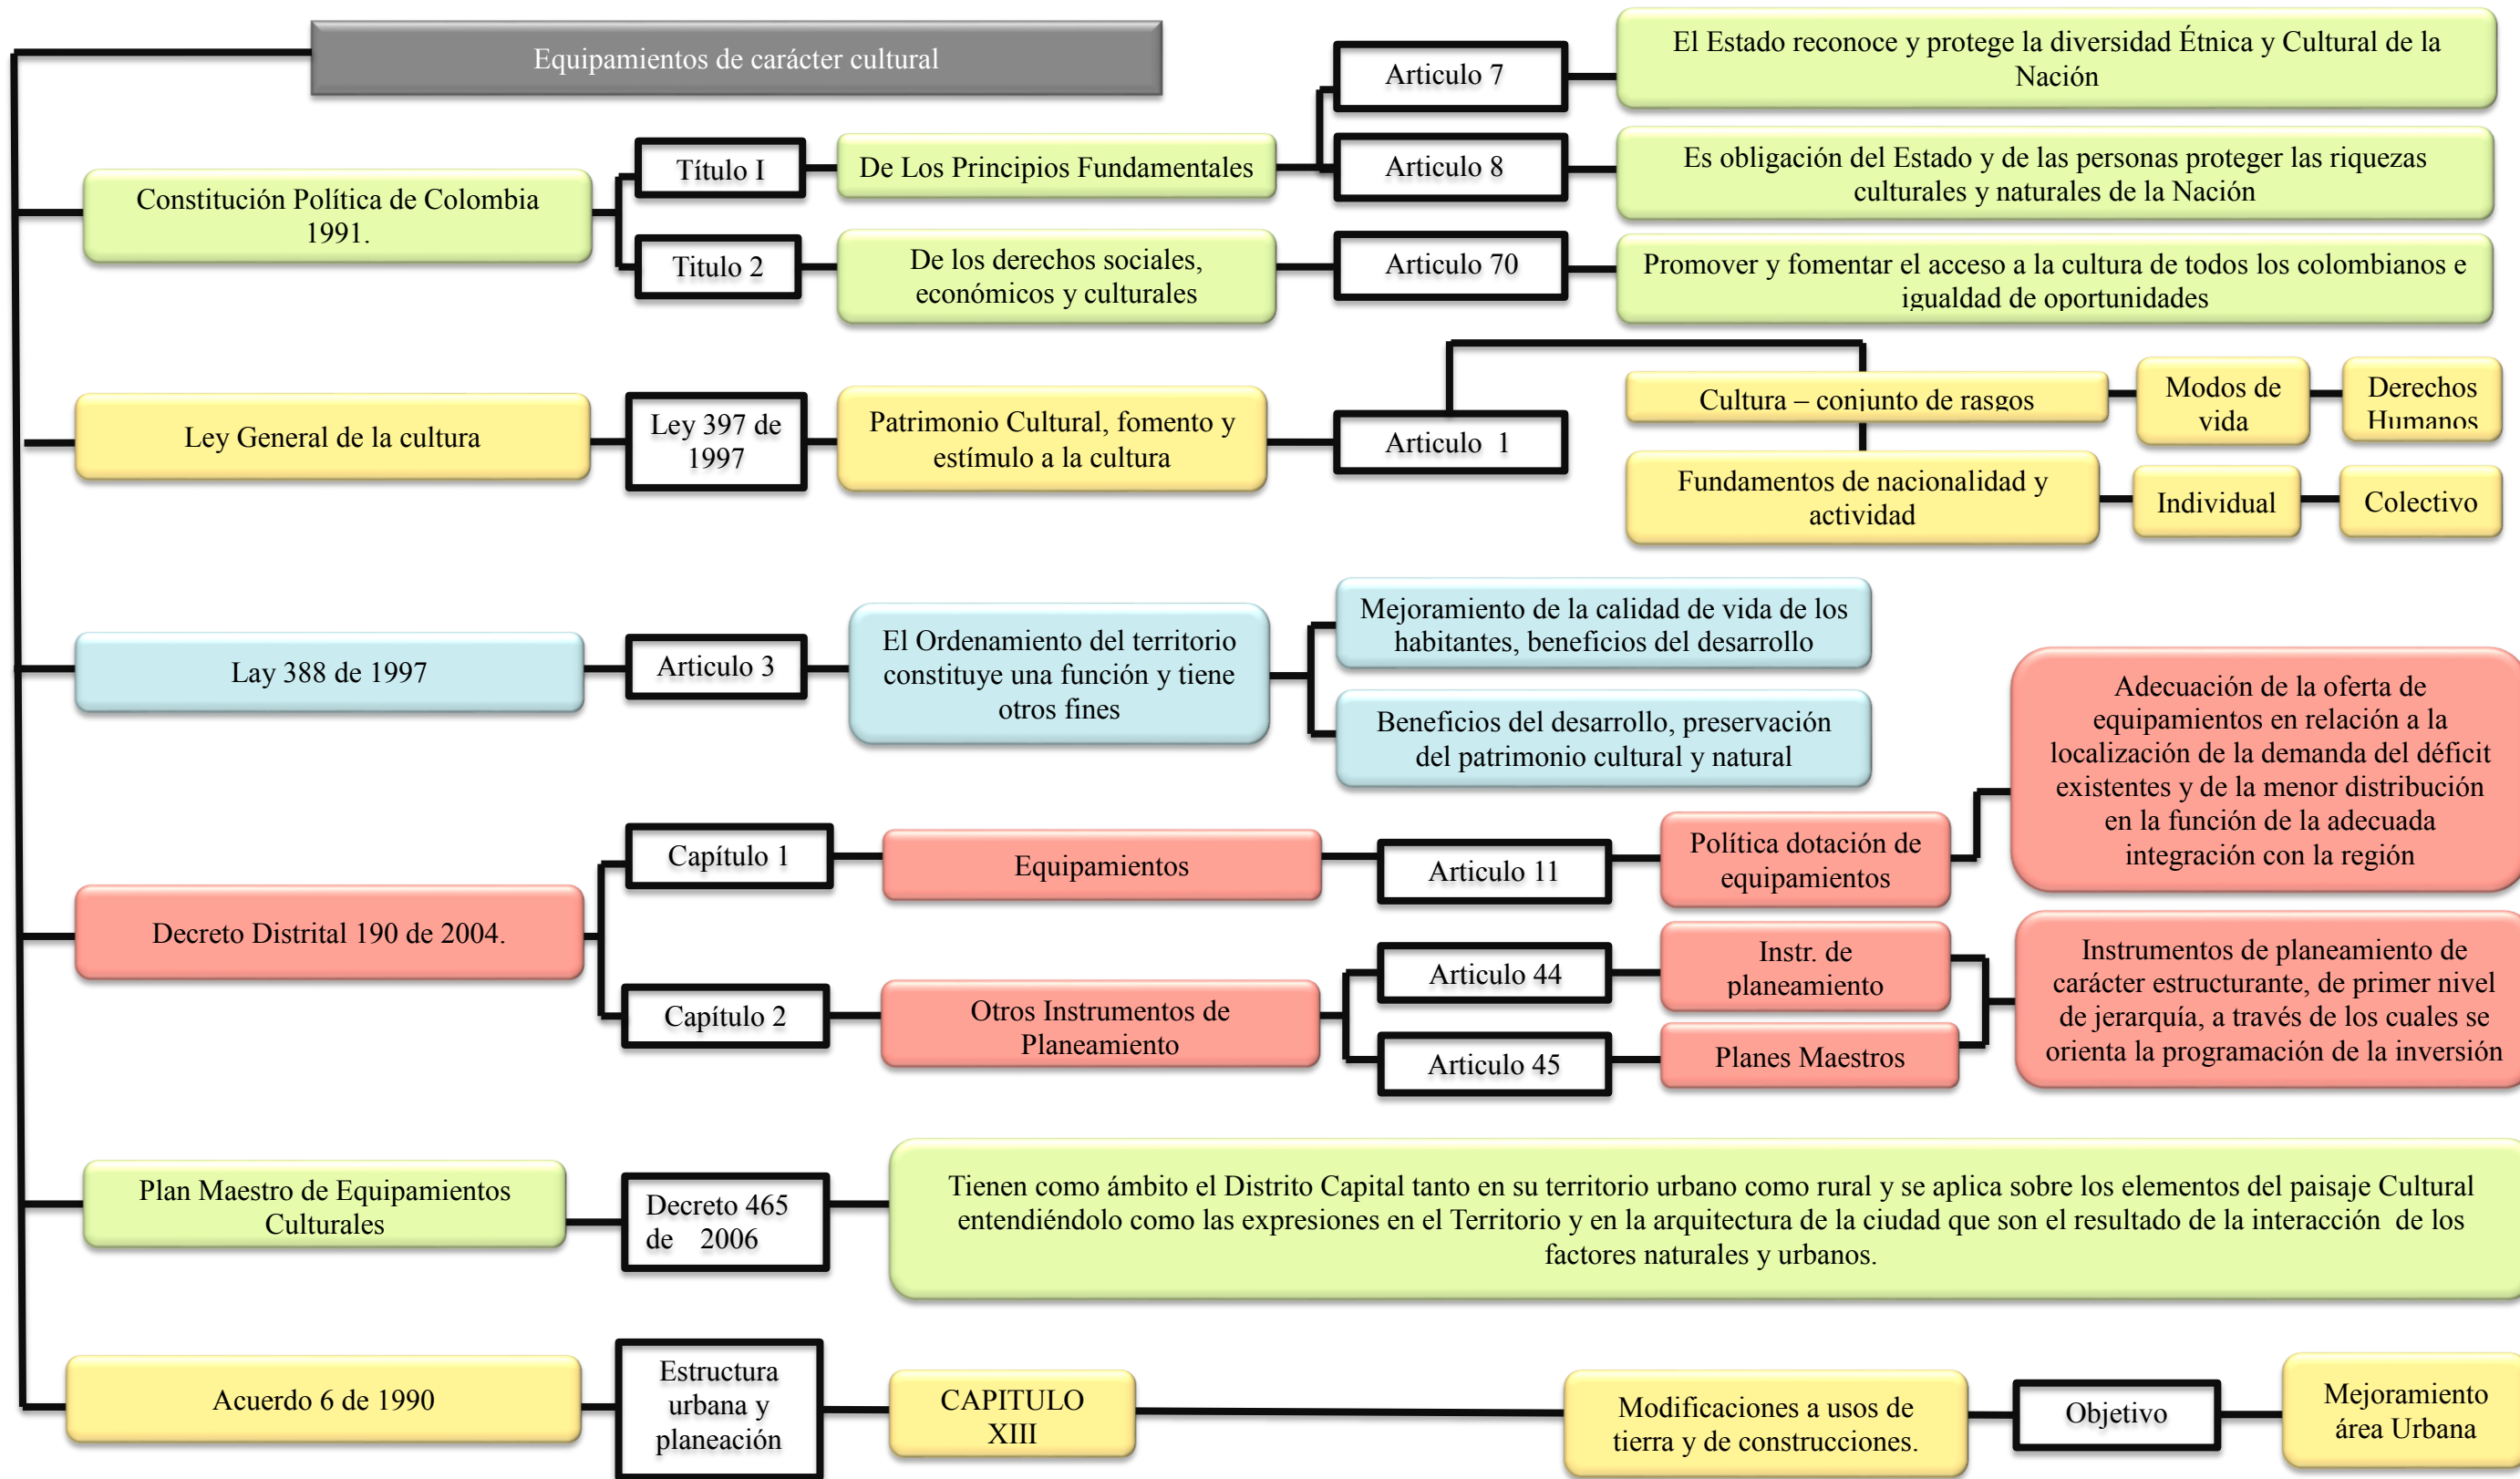 Equipamientos de carácter cultural
Constitución Política de Colombia
1991.
Título I
De Los Principios Fundamentales
Articulo 7
El Estado reconoce y protege la diversidad Étnica y Cultural de la
Nación
Articulo 8
Es obligación del Estado y de las personas proteger las riquezas
culturales y naturales de la Nación
Titulo 2
De los derechos sociales,
económicos y culturales
Articulo 70
Promover y fomentar el acceso a la cultura de todos los colombianos e
igualdad de oportunidades
Ley General de la cultura
Ley 397 de
1997
Patrimonio Cultural, fomento y
estímulo a la cultura
Articulo 1
Cultura – conjunto de rasgos
Modos de
vida
Derechos
Humanos
Fundamentos de nacionalidad y
actividad
Individual
Colectivo
Lay 388 de 1997
Articulo 3
El Ordenamiento del territorio
constituye una función y tiene
otros fines
Mejoramiento de la calidad de vida de los
habitantes, beneficios del desarrollo
Beneficios del desarrollo, preservación
del patrimonio cultural y natural
Decreto Distrital 190 de 2004.
Capítulo 1
Equipamientos
Articulo 11
Política dotación de
equipamientos
Adecuación de la oferta de
equipamientos en relación a la
localización de la demanda del déficit
existentes y de la menor distribución
en la función de la adecuada
integración con la región
Capítulo 2
Otros Instrumentos de
Planeamiento
Articulo 44
Instr. de
planeamiento
Articulo 45
Planes Maestros
Instrumentos de planeamiento de
carácter estructurante, de primer nivel
de jerarquía, a través de los cuales se
orienta la programación de la inversión
Plan Maestro de Equipamientos
Culturales
Decreto 465
de 2006
Tienen como ámbito el Distrito Capital tanto en su territorio urbano como rural y se aplica sobre los elementos del paisaje Cultural
entendiéndolo como las expresiones en el Territorio y en la arquitectura de la ciudad que son el resultado de la interacción de los
factores naturales y urbanos.
Acuerdo 6 de 1990
Estructura
urbana y
planeación
CAPITULO
XIII
Modificaciones a usos de
tierra y de construcciones.
Objetivo
Mejoramiento
área Urbana